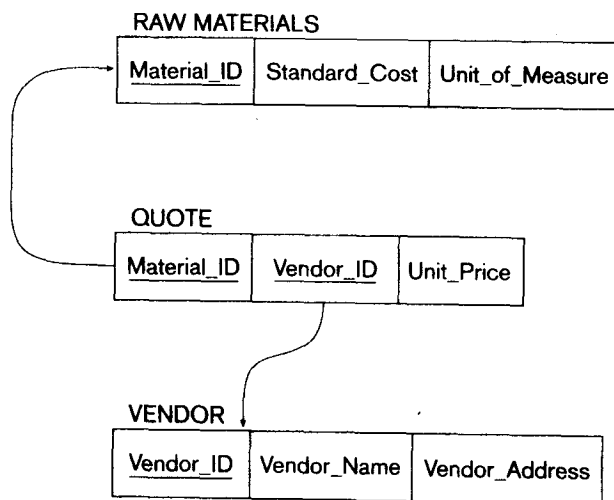 RAW MATERIALS
Material_ID Standard_Cost Unit_of_Measure
QUOTE
Material_ID Vendor_ID Unit_Price
VENDOR
Vendor_ID Vendor_Name Vendor_Address